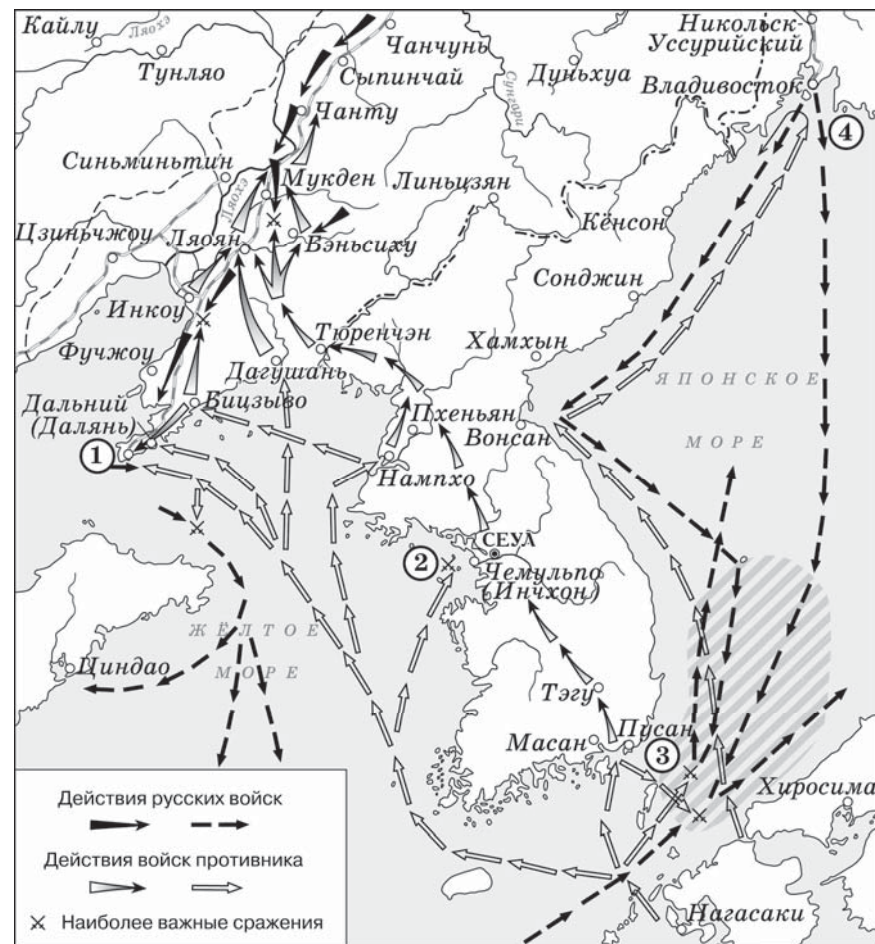 Кайлу
Ляохэ
Тунляо
Чанчунь
Сыпинчай
Сунгари
Дуньхуа
Никольск-
Уссурийский
Владивосток
4
Чанту
Синьминьтин
Ляохэ
Мукден
Линьцзян
Кёнсон
Цзиньчжоу
Ляоян
Бэньсиху
Сонджин
Инкоу
Тюренчэн
Хамхын
Фучжоу
Дагушань
ЯПОНСКОЕ
МОРЕ
Дальний
(Далянь)
Бицзыво
Пхеньян
Вонсан
1
Нампхо
СЕУЛ
2
Чемульпо
(Инчхон)
ЖЁЛТОЕ
МОРЕ
Циндао
Тэгу
Масан
Пусан
3
Хиросима
Нагасаки
Действия русских войск
Действия войск противника
Наиболее важные сражения